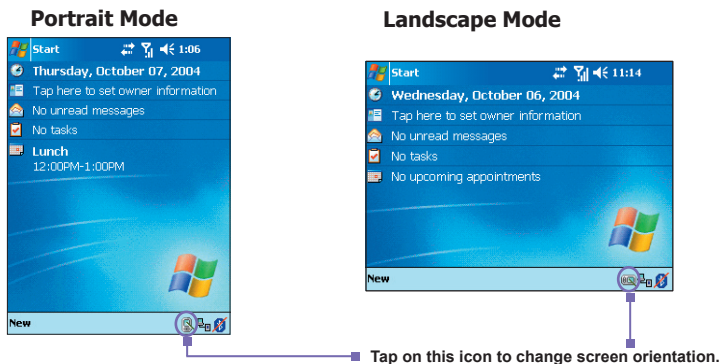 Portrait Mode
Start 1:06
Thursday, October 07, 2004
Tap here to set owner information
No unread messages
No tasks
Lunch
12:00PM-1:00PM
New
Landscape Mode
Start 11:14
Wednesday, October 06, 2004
Tap here to set owner information
No unread messages
No tasks
No upcoming appointments
New
Tap on this icon to change screen orientation.